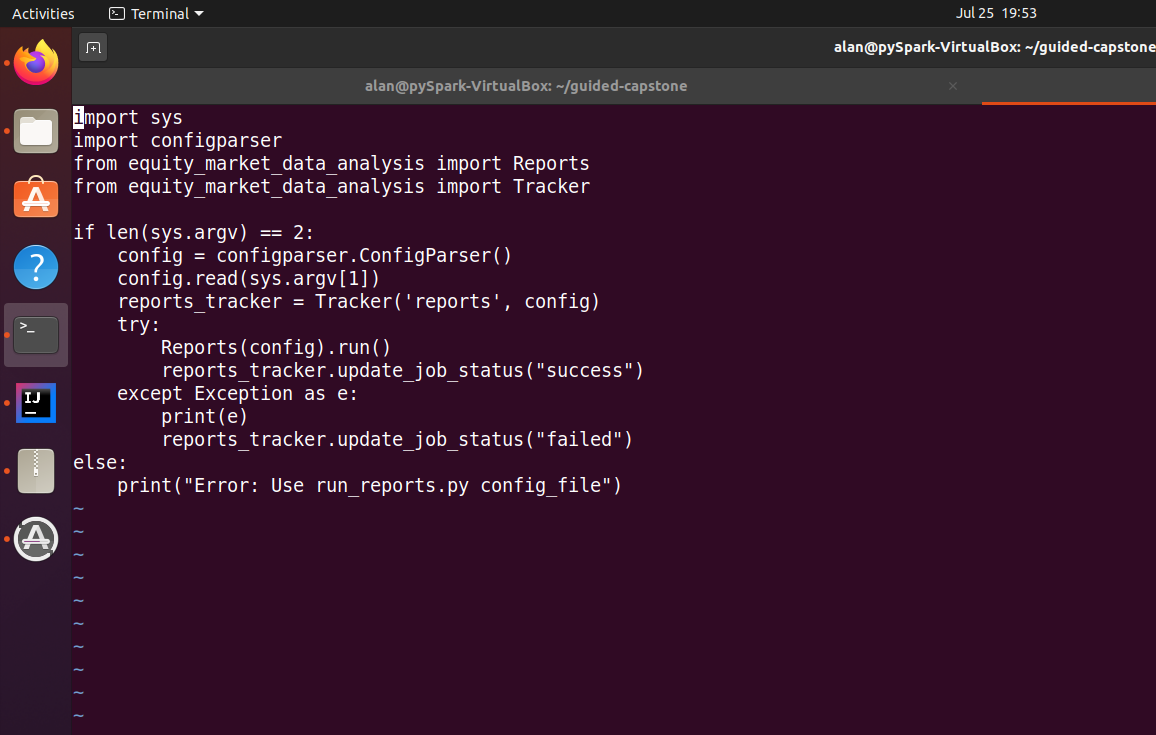 Activities
Terminal
Jul 25 19:53
alan@pySpark-VirtualBox: ~/guided-capstone
alan@pySpark-VirtualBox: ~/guided-capstone
import sys
import configparser
from equity_market_data_analysis import Reports
from equity_market_data_analysis import Tracker
if len(sys.argv) == 2:
    config = configparser.ConfigParser()
    config.read(sys.argv[1])
    reports_tracker = Tracker('reports', config)
    try:
        Reports(config).run()
        reports_tracker.update_job_status("success")
    except Exception as e:
        print(e)
        reports_tracker.update_job_status("failed")
else:
    print("Error: Use run_reports.py config_file")
~
~
~
~
~
~
~
~
~
~
?
>_
IJ